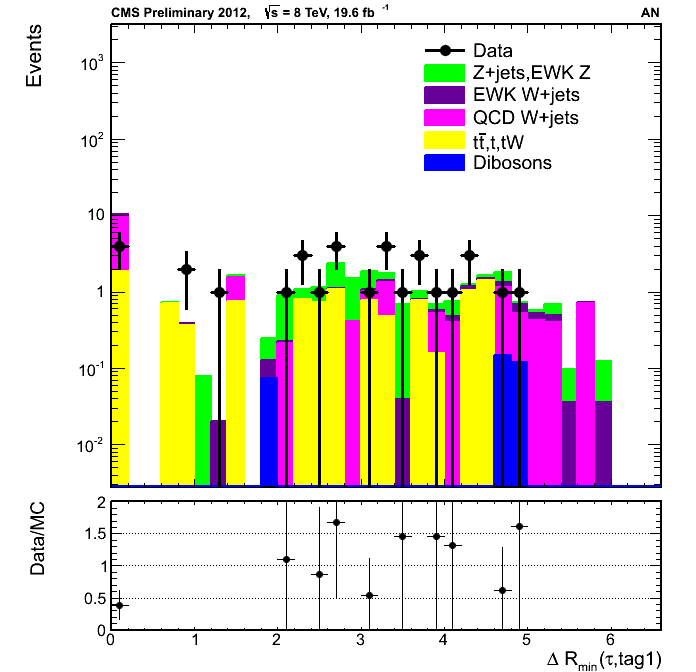 CMS Preliminary 2012, √s = 8 TeV, 19.6 fb⁻¹ AN
Events
10³
10²
10
1
10⁻¹
10⁻²
Data
Z+jets,EWK Z
EWK W+jets
QCD W+jets
tt̄,t,tW
Dibosons
Data/MC
2
1.5
1
0.5
0
0 1 2 3 4 5 6
Δ R_min(τ,tag1)